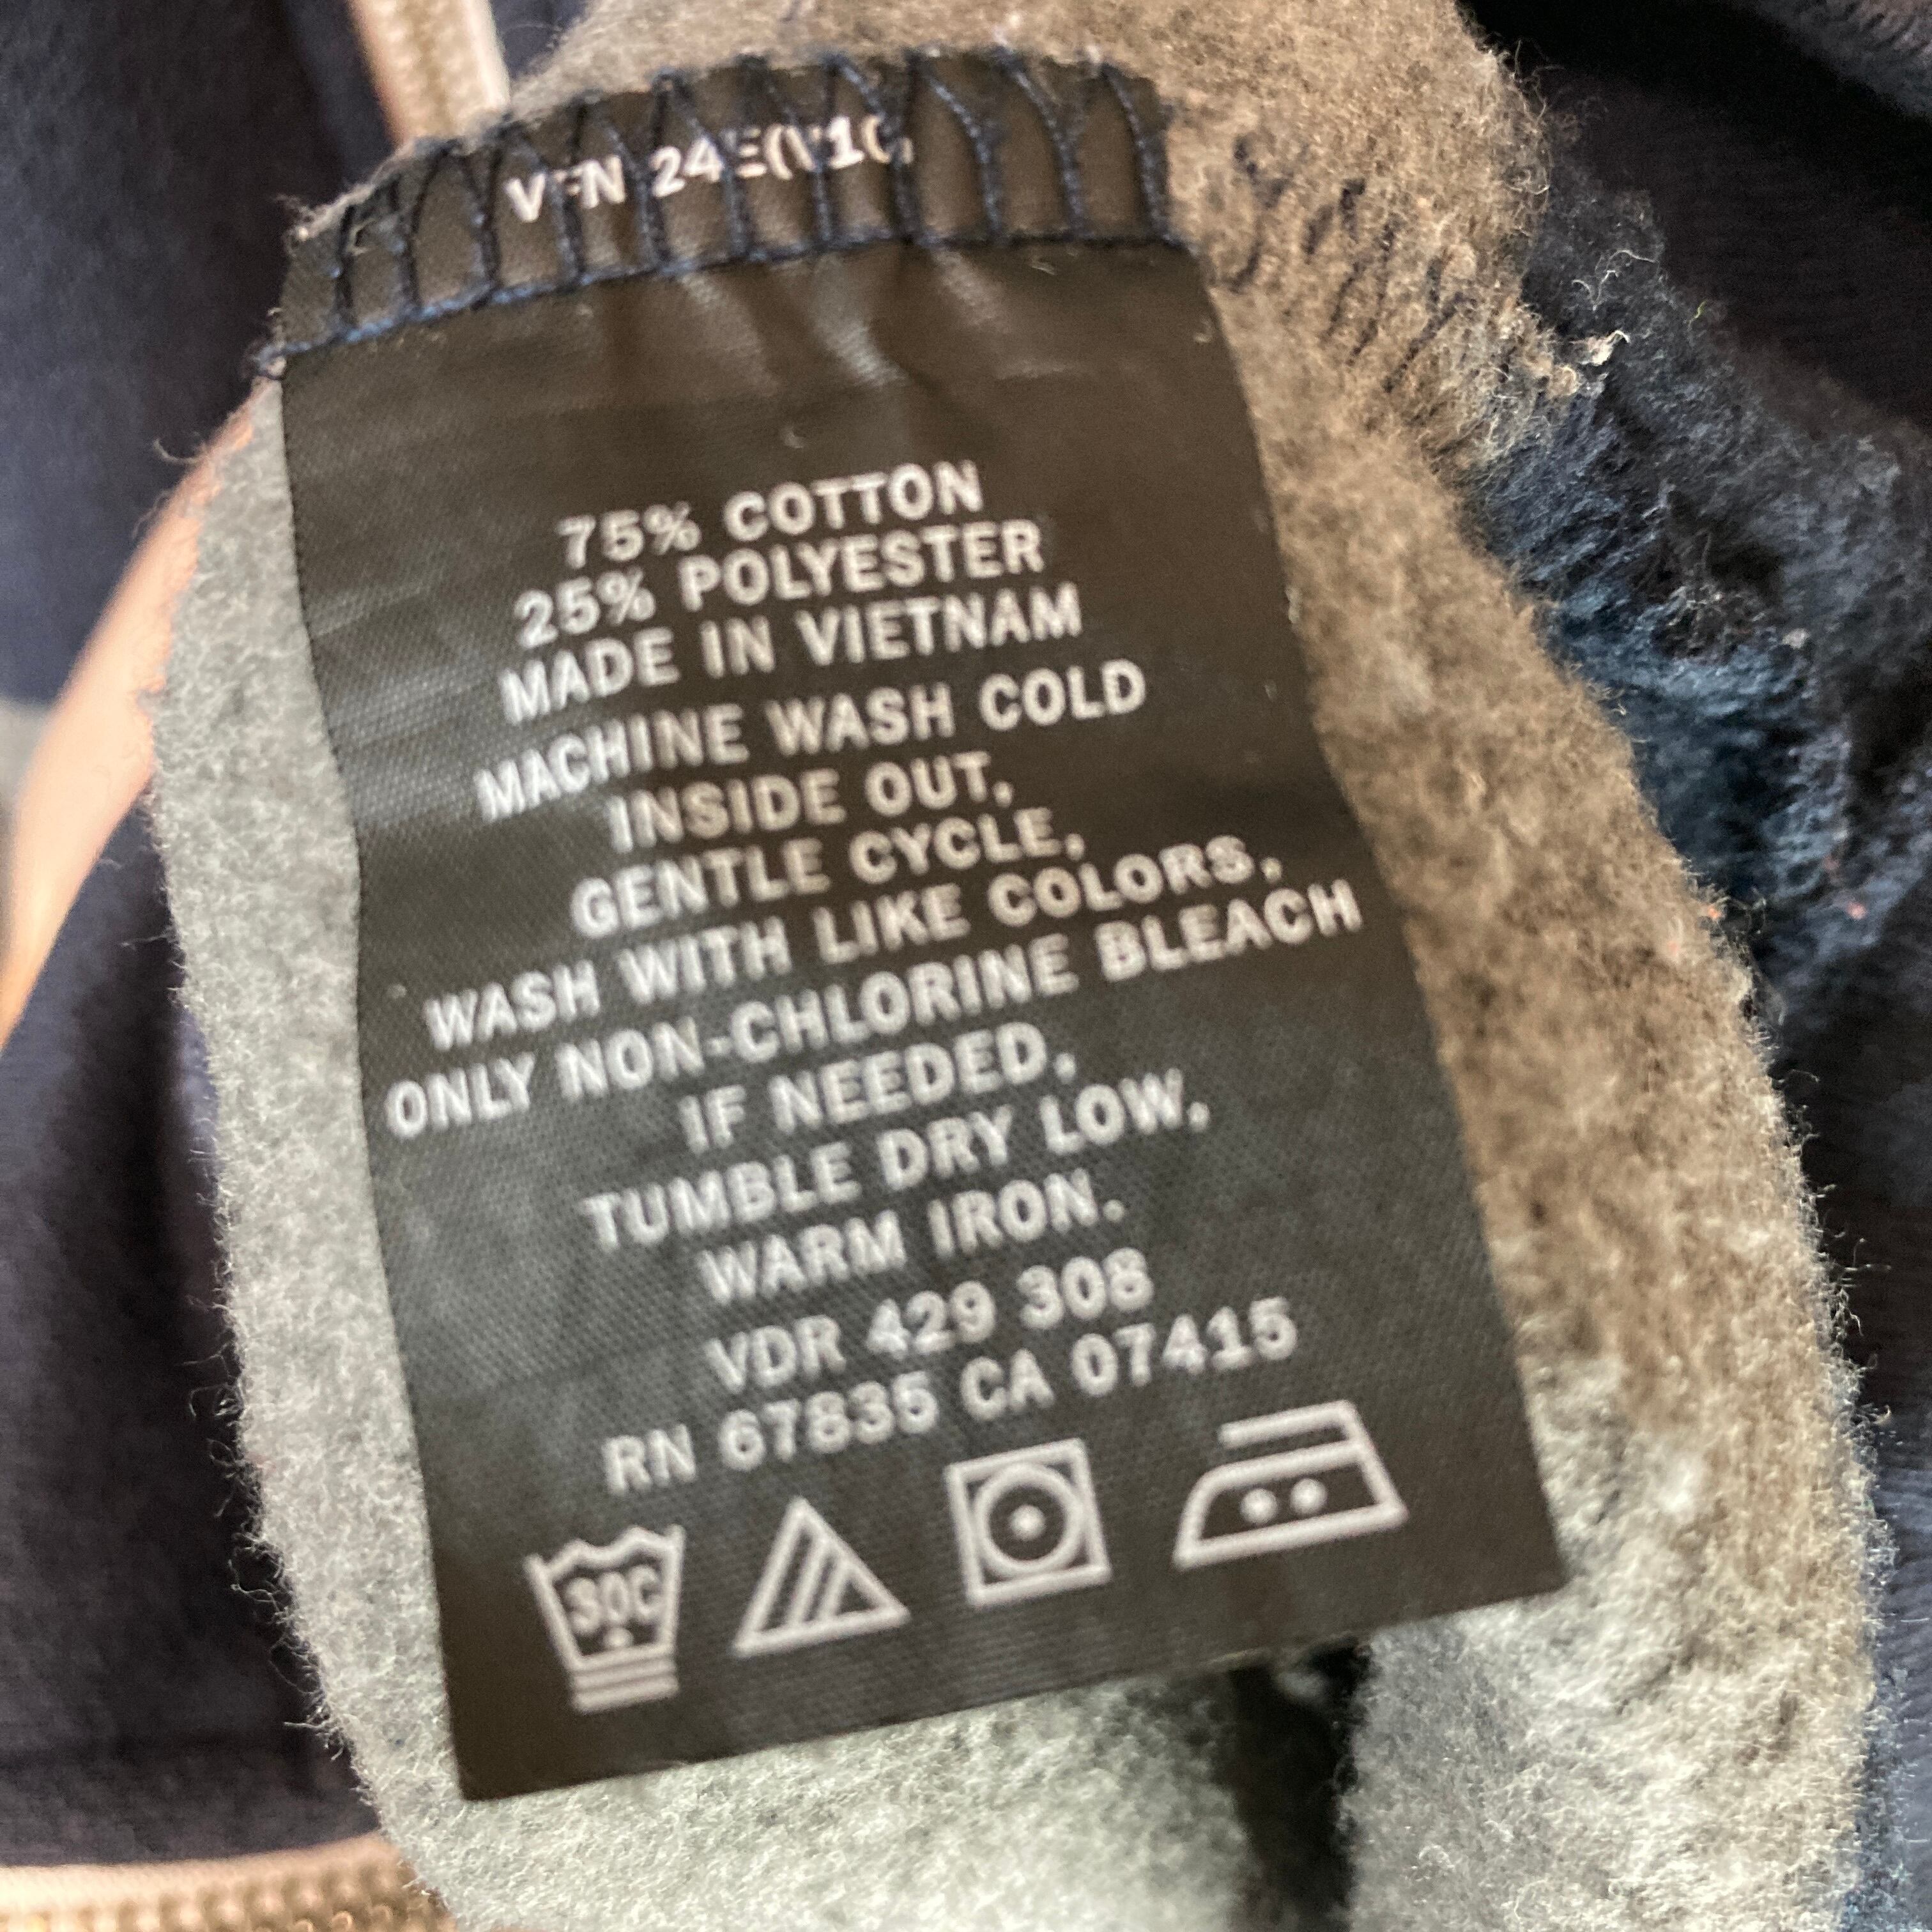 75% COTTON
25% POLYESTER
MADE IN VIETNAM
MACHINE WASH COLD
INSIDE OUT,
GENTLE CYCLE,
WASH WITH LIKE COLORS,
ONLY NON-CHLORINE BLEACH
IF NEEDED,
TUMBLE DRY LOW,
WARM IRON.
VDR 429 308
RN 67835 CA 07415